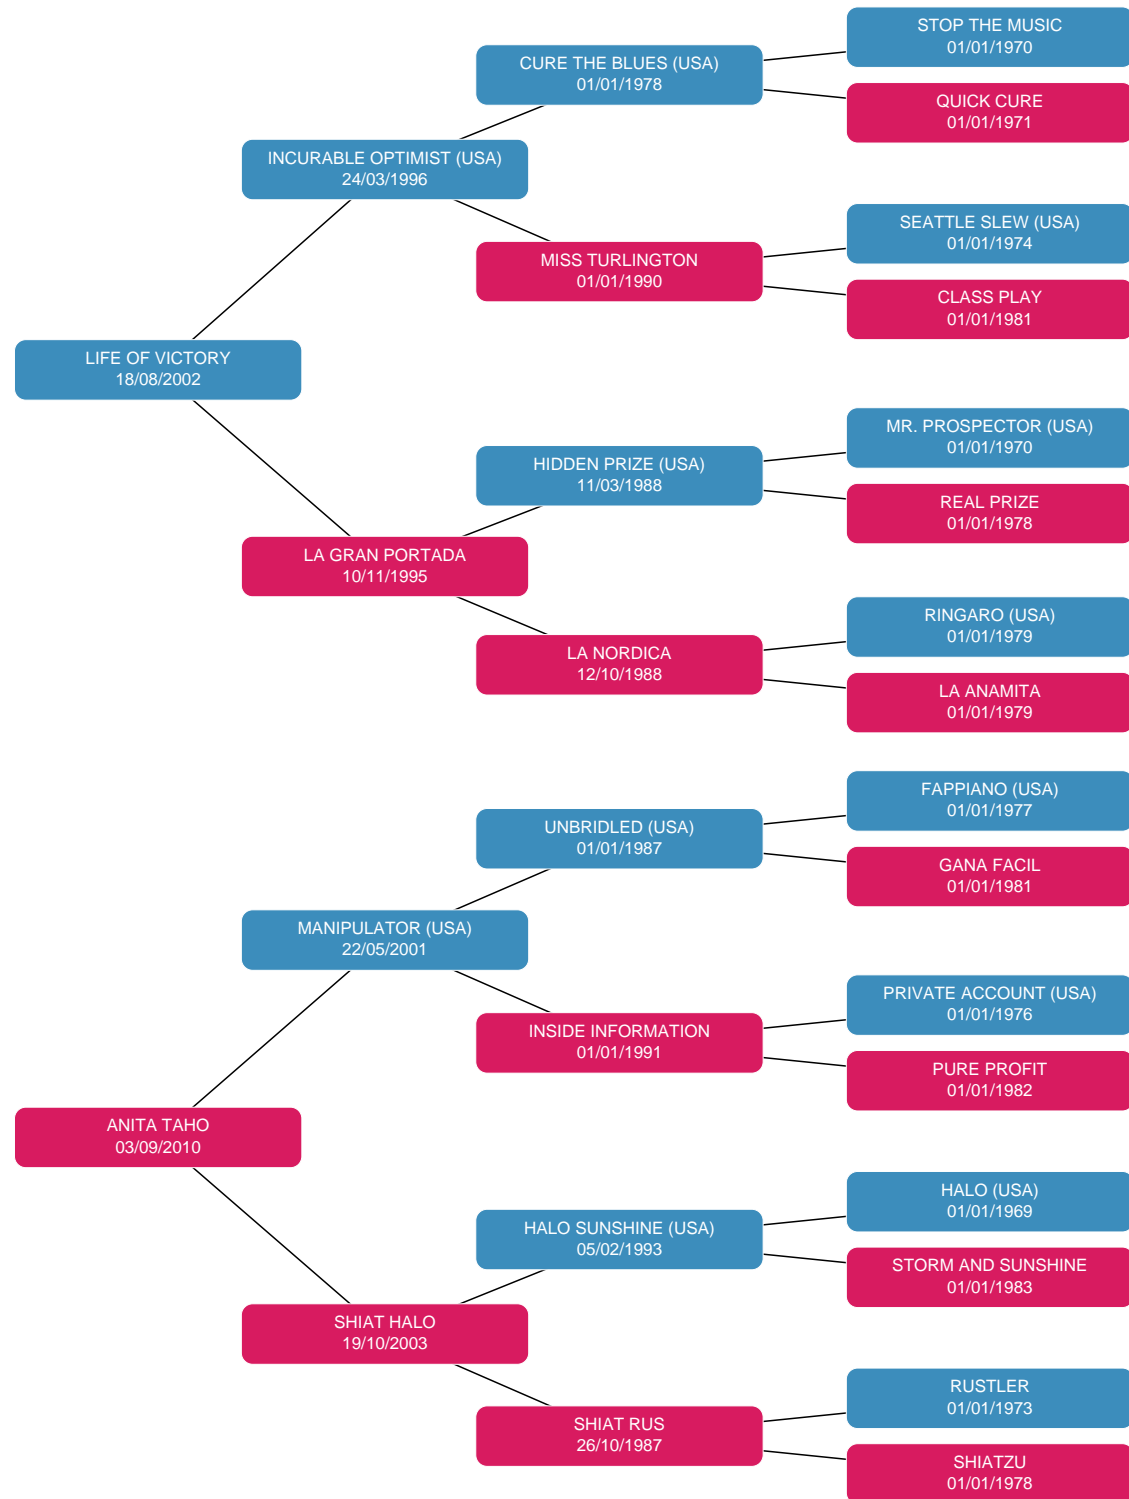 STOP THE MUSIC
01/01/1970
CURE THE BLUES (USA)
01/01/1978
QUICK CURE
01/01/1971
INCURABLE OPTIMIST (USA)
24/03/1996
SEATTLE SLEW (USA)
01/01/1974
MISS TURLINGTON
01/01/1990
CLASS PLAY
01/01/1981
LIFE OF VICTORY
18/08/2002
MR. PROSPECTOR (USA)
01/01/1970
HIDDEN PRIZE (USA)
11/03/1988
REAL PRIZE
01/01/1978
LA GRAN PORTADA
10/11/1995
RINGARO (USA)
01/01/1979
LA NORDICA
12/10/1988
LA ANAMITA
01/01/1979
FAPPIANO (USA)
01/01/1977
UNBRIDLED (USA)
01/01/1987
GANA FACIL
01/01/1981
MANIPULATOR (USA)
22/05/2001
PRIVATE ACCOUNT (USA)
01/01/1976
INSIDE INFORMATION
01/01/1991
PURE PROFIT
01/01/1982
ANITA TAHO
03/09/2010
HALO (USA)
01/01/1969
HALO SUNSHINE (USA)
05/02/1993
STORM AND SUNSHINE
01/01/1983
SHIAT HALO
19/10/2003
RUSTLER
01/01/1973
SHIAT RUS
26/10/1987
SHIATZU
01/01/1978